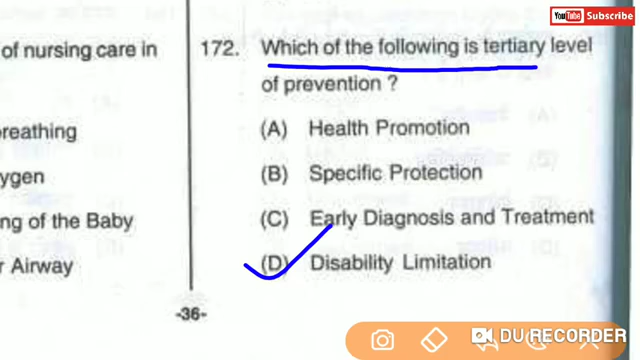 YouTube Subscribe
of nursing care in
172. Which of the following is tertiary level
of prevention ?
reathing
(A) Health Promotion
ygen
(B) Specific Protection
ng of the Baby
(C) Early Diagnosis and Treatment
r Airway
(D) Disability Limitation
-36-
DU RECORDER